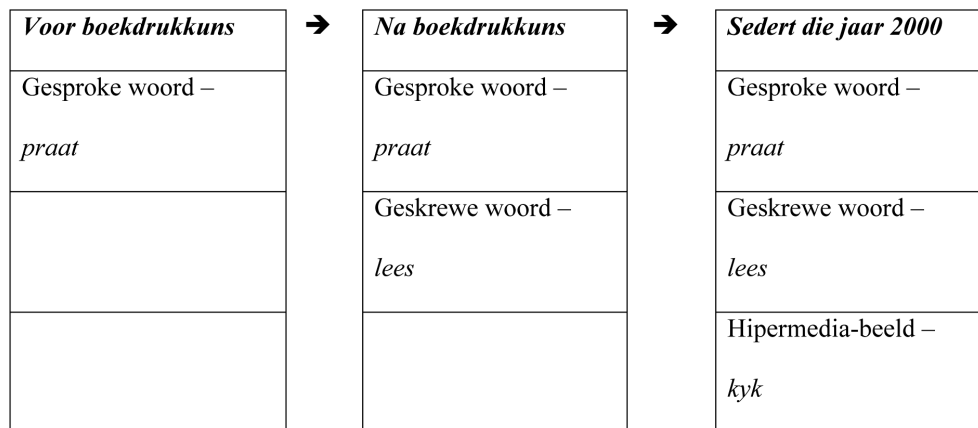 Voor boekdrukkuns ➔ Na boekdrukkuns ➔ Sedert die jaar 2000
Gesproke woord – Gesproke woord – Gesproke woord –
praat praat praat
Geskrewe woord – Geskrewe woord –
lees lees
Hipermedia-beeld –
kyk